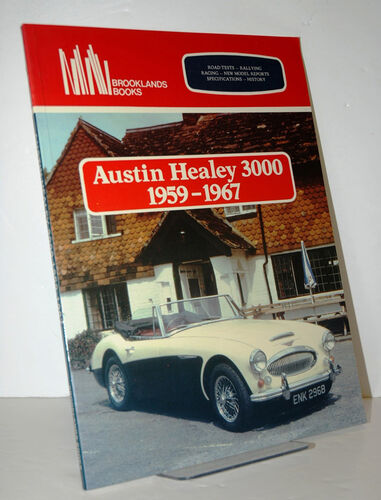 BROOKLANDS
BOOKS
ROAD TESTS - RALLYING
RACING - NEW MODEL REPORTS
SPECIFICATIONS - HISTORY
Austin Healey 3000
1959-1967
ENK 296B